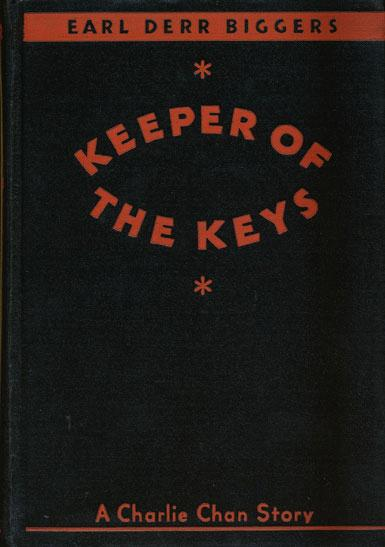 EARL DERR BIGGERS
*
KEEPER OF
THE KEYS
*
A Charlie Chan Story